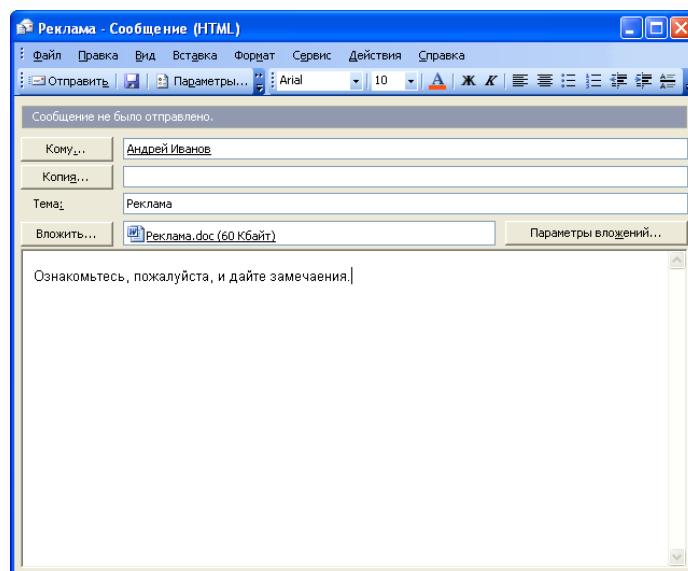 Реклама - Сообщение (HTML)
Файл Правка Вид Вставка Формат Сервис Действия Справка
Отправить Параметры... Arial 10 А Ж К
Сообщение не было отправлено.
Кому... Андрей Иванов
Копия...
Тема: Реклама
Вложить... Реклама.doc (60 Кбайт) Параметры вложений...
Ознакомьтесь, пожалуйста, и дайте замечаения.